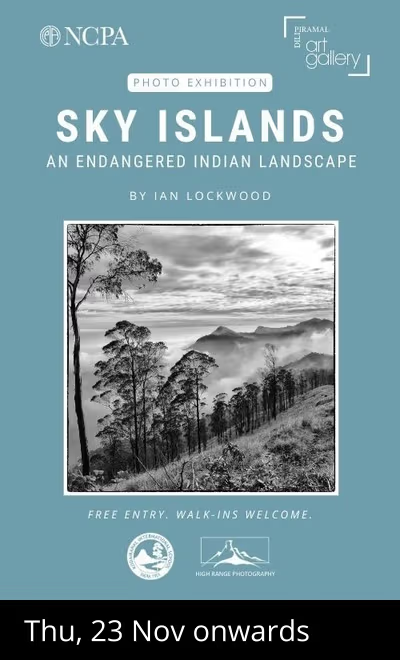 NCPA
PIRAMAL
art
gallery
PHOTO EXHIBITION
SKY ISLANDS
AN ENDANGERED INDIAN LANDSCAPE
BY IAN LOCKWOOD
FREE ENTRY. WALK-INS WELCOME.
HIGH RANGE PHOTOGRAPHY
Thu, 23 Nov onwards